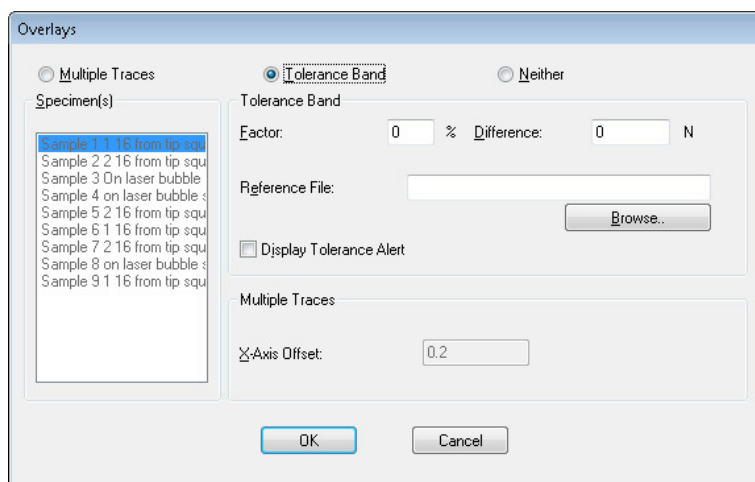 Overlays
Multiple Traces Tolerance Band Neither
Specimen(s)
Sample 1 1 16 from tip squ
Sample 2 2 16 from tip squ
Sample 3 On laser bubble
Sample 4 on laser bubble s
Sample 5 2 16 from tip squ
Sample 6 1 16 from tip squ
Sample 7 2 16 from tip squ
Sample 8 on laser bubble s
Sample 9 1 16 from tip squ
Tolerance Band
Factor: 0 % Difference: 0 N
Reference File:
Browse..
Display Tolerance Alert
Multiple Traces
X-Axis Offset: 0.2
OK Cancel